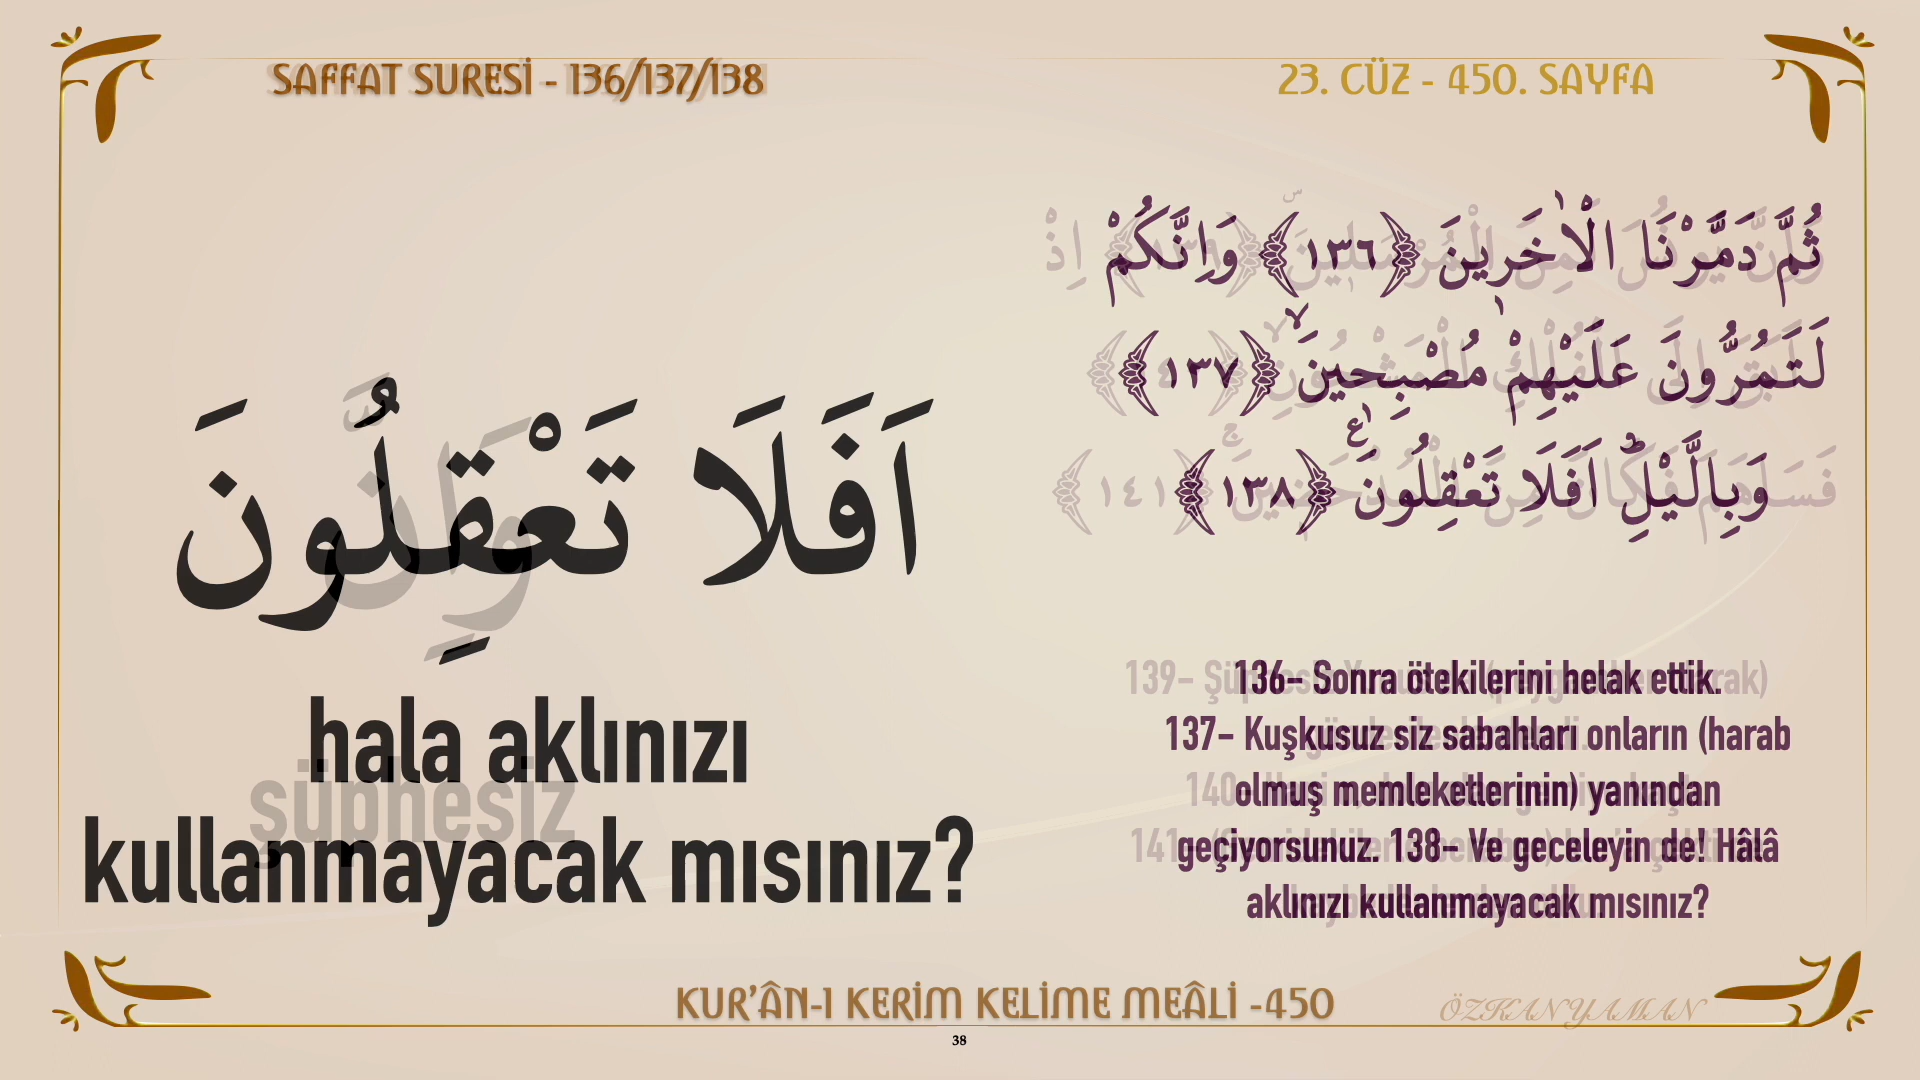 SAFFAT SURESİ - 136/137/138
23. CÜZ - 450. SAYFA
ثُمَّ دَمَّرْنَا الْاٰخَرٖينَ ﴿١٣٦﴾ وَاِنَّكُمْ
لَتَمُرُّونَ عَلَيْهِمْ مُصْبِحٖينَۙ ﴿١٣٧﴾
وَبِالَّيْلِؕ اَفَلَا تَعْقِلُونَࣖ ﴿١٣٨﴾
اَفَلَا تَعْقِلُونَ
hala aklınızı
şüphesiz
kullanmayacak mısınız?
136– Sonra ötekilerini helak ettik.
137– Kuşkusuz siz sabahları onların (harab
olmuş memleketlerinin) yanından
geçiyorsunuz. 138– Ve geceleyin de! Hâlâ
aklınızı kullanmayacak mısınız?
KUR'ÂN-I KERİM KELİME MEÂLİ -450
ÖZKAN YAMAN
38